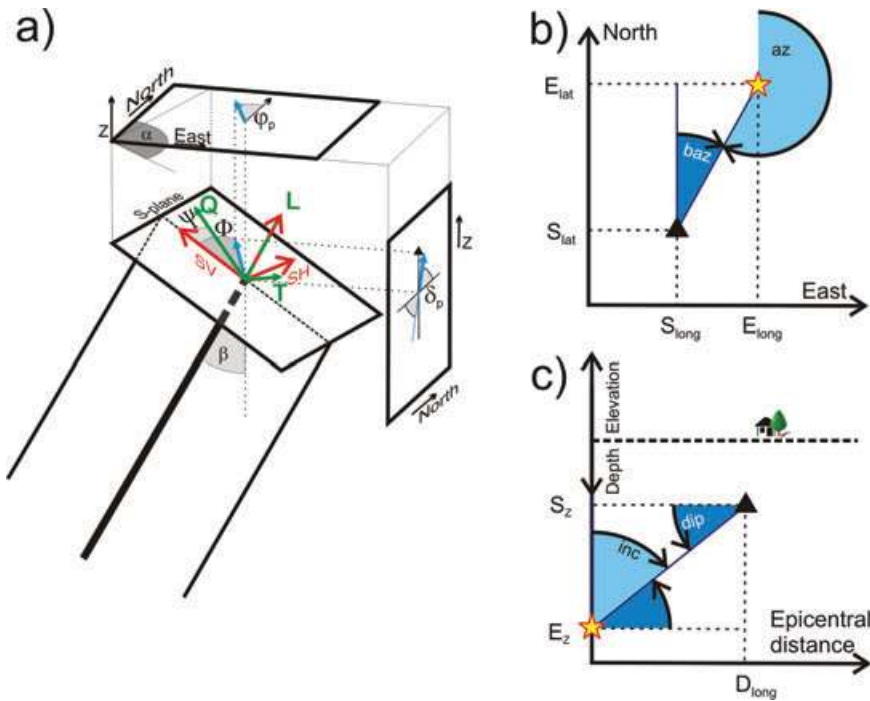 a)
North
Z
α
East
φp
S-plane
Q
L
Ψ
Φ
SV
SH
T
β
Z
δp
North
b)
North
az
Elat
baz
Slat
East
Slong
Elong
c)
Elevation
Depth
Sz
dip
inc
Ez
Epicentral
distance
Dlong